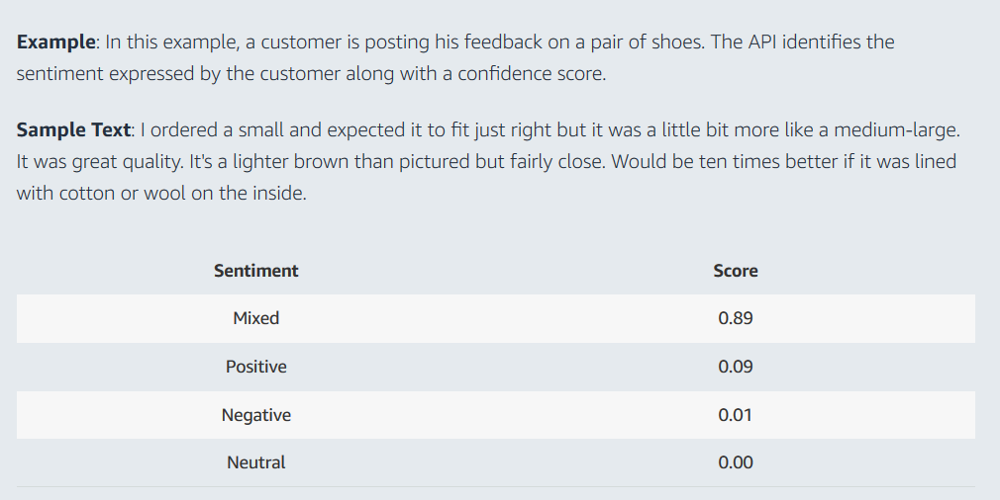 Example: In this example, a customer is posting his feedback on a pair of shoes. The API identifies the
sentiment expressed by the customer along with a confidence score.
Sample Text: I ordered a small and expected it to fit just right but it was a little bit more like a medium-large.
It was great quality. It's a lighter brown than pictured but fairly close. Would be ten times better if it was lined
with cotton or wool on the inside.
Sentiment Score
Mixed 0.89
Positive 0.09
Negative 0.01
Neutral 0.00